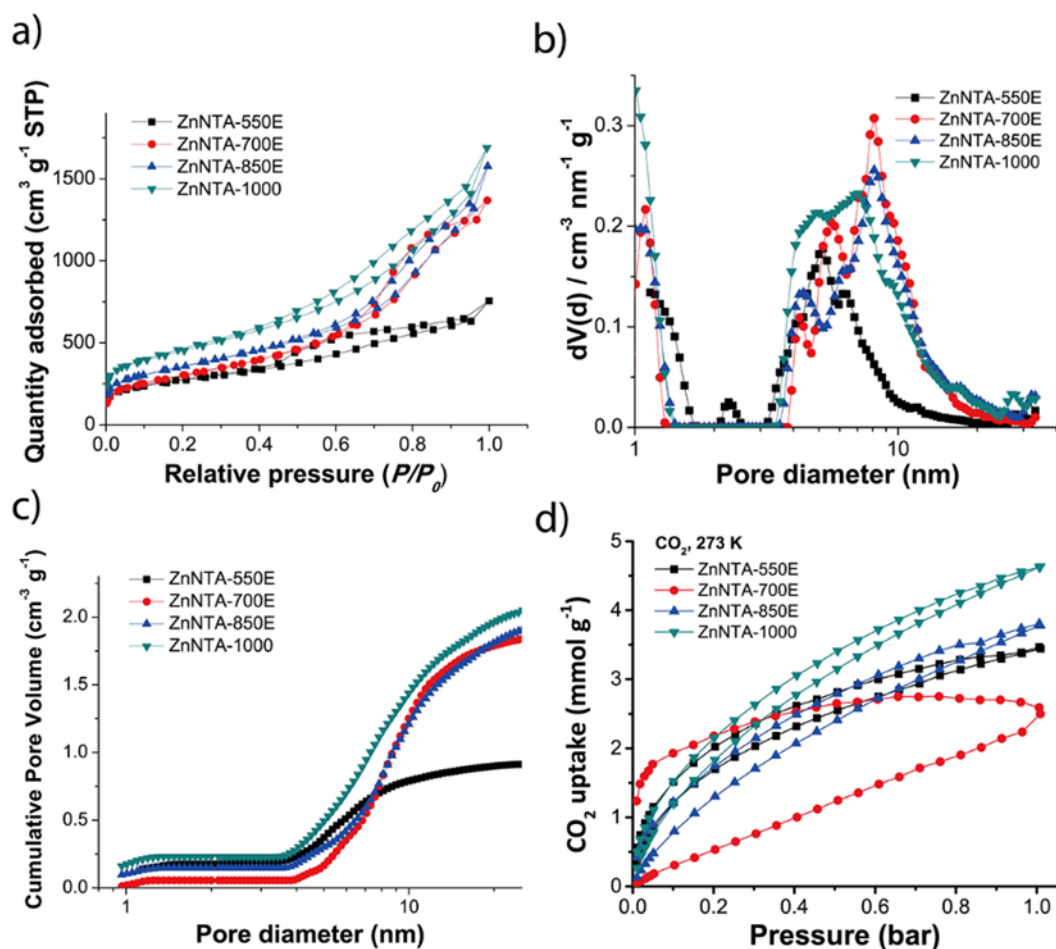 a)
Quantity adsorbed (cm³ g⁻¹ STP)
ZnNTA-550E
ZnNTA-700E
ZnNTA-850E
ZnNTA-1000
1500
1000
500
0
0.0 0.2 0.4 0.6 0.8 1.0
Relative pressure (P/P₀)
b)
dV(d) / cm⁻³ nm⁻¹ g⁻¹
ZnNTA-550E
ZnNTA-700E
ZnNTA-850E
ZnNTA-1000
0.3
0.2
0.1
0.0
1 10
Pore diameter (nm)
c)
Cumulative Pore Volume (cm³ g⁻¹)
ZnNTA-550E
ZnNTA-700E
ZnNTA-850E
ZnNTA-1000
2.0
1.5
1.0
0.5
0.0
1 10
Pore diameter (nm)
d)
CO₂ uptake (mmol g⁻¹)
CO₂, 273 K
ZnNTA-550E
ZnNTA-700E
ZnNTA-850E
ZnNTA-1000
5
4
3
2
1
0
0.0 0.2 0.4 0.6 0.8 1.0
Pressure (bar)